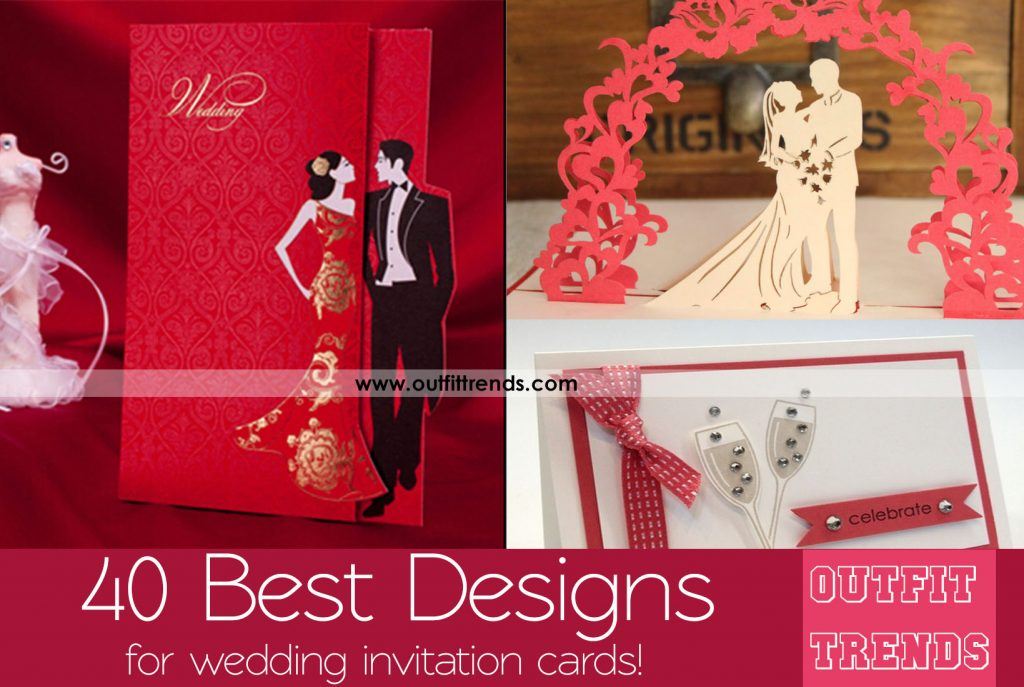 Wedding
www.outfittrends.com
celebrate
40 Best Designs
for wedding invitation cards!
OUTFIT
TRENDS